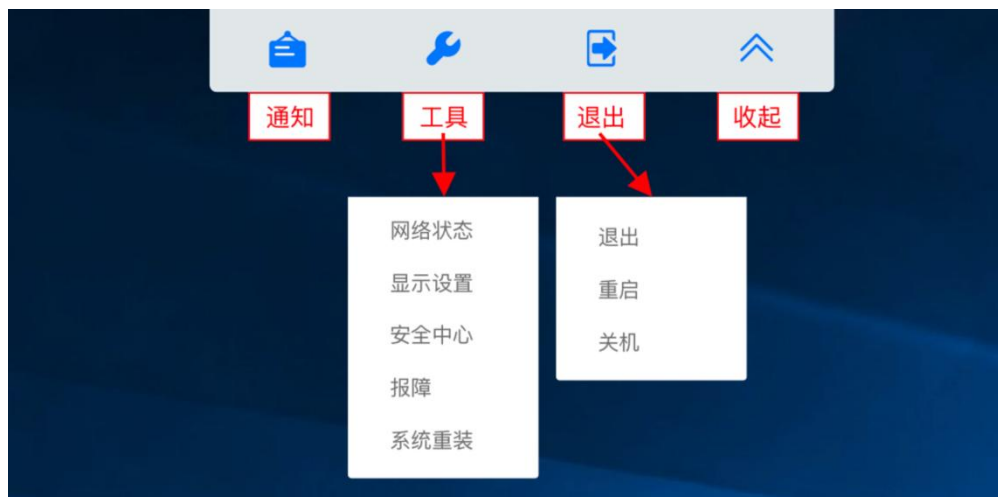 通知
工具
退出
收起
网络状态
显示设置
安全中心
报障
系统重装
退出
重启
关机